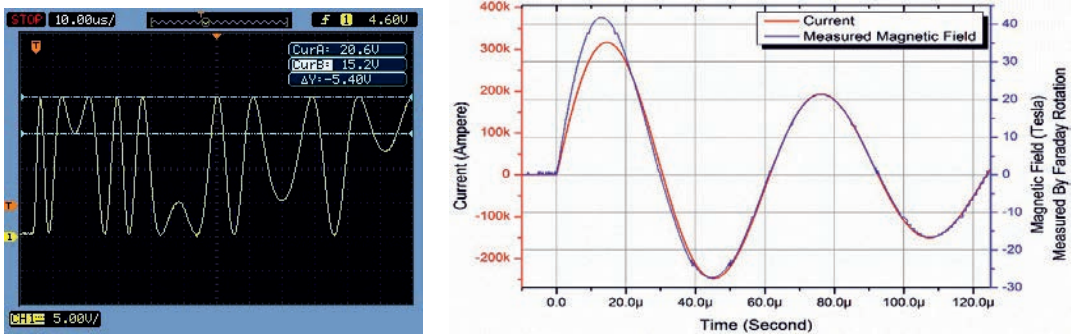 STOP 10.00us/ f 1 4.60V
T
CurA: 20.6V
CurB: 15.2V
ΔY:-5.40V
T
1
CH1 5.00V/
Current
Measured Magnetic Field
400k
300k
200k
100k
0
-100k
-200k
Current (Ampere)
40
30
20
10
0
-10
-20
-30
Magnetic Field (Tesla)
Measured By Faraday Rotation
0.0 20.0µ 40.0µ 60.0µ 80.0µ 100.0µ 120.0µ
Time (Second)